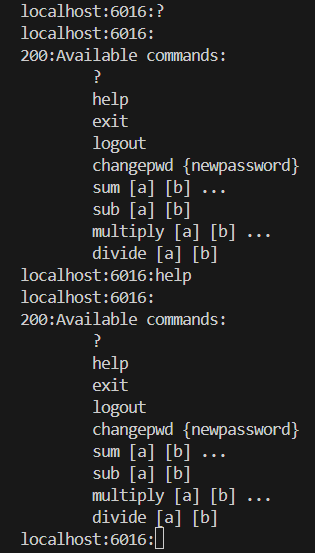 localhost:6016:?
localhost:6016:
200:Available commands:
        ?
        help
        exit
        logout
        changepwd {newpassword}
        sum [a] [b] ...
        sub [a] [b]
        multiply [a] [b] ...
        divide [a] [b]
localhost:6016:help
localhost:6016:
200:Available commands:
        ?
        help
        exit
        logout
        changepwd {newpassword}
        sum [a] [b] ...
        sub [a] [b]
        multiply [a] [b] ...
        divide [a] [b]
localhost:6016: